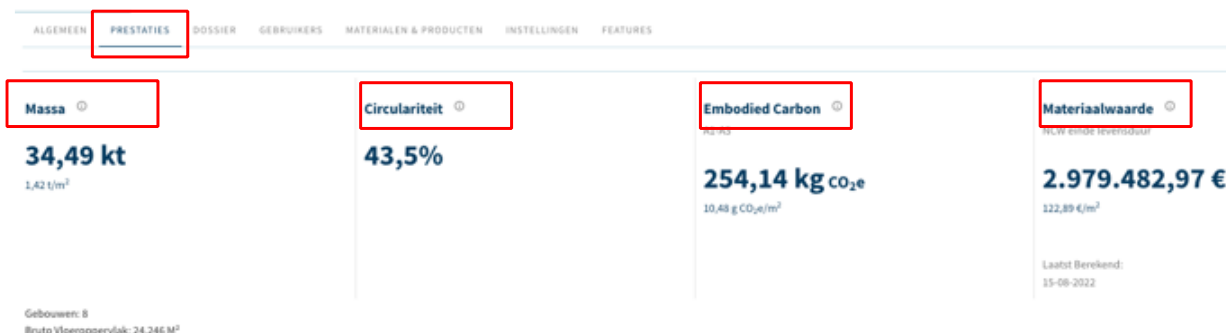 ALGEMEEN PRESTATIES DOSSIER GEBRUIKERS MATERIALEN & PRODUCTEN INSTELLINGEN FEATURES
Massa
34,49 kt
1,42 t/m²
Circulariteit
43,5%
Embodied Carbon
A1-A3
254,14 kg CO₂e
10,48 g CO₂e/m²
Materiaalwaarde
NCW einde levensduur
2.979.482,97 €
122,89 €/m²
Laatst Berekend:
15-08-2022
Gebouwen: 8
Bruto Vloeroppervlak: 24.246 M²